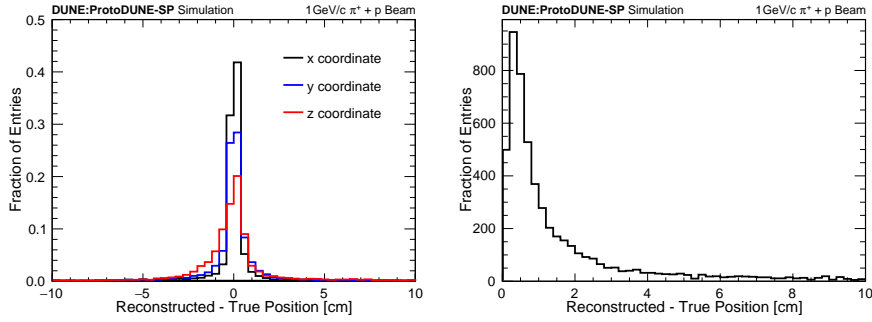 DUNE:ProtoDUNE-SP Simulation 1GeV/c π⁺ + p Beam
Fraction of Entries
0.5
0.4
0.3
0.2
0.1
0.0
x coordinate
y coordinate
z coordinate
−10 −5 0 5 10
Reconstructed - True Position [cm]
DUNE:ProtoDUNE-SP Simulation 1GeV/c π⁺ + p Beam
Fraction of Entries
800
600
400
200
0
0 2 4 6 8 10
Reconstructed - True Position [cm]